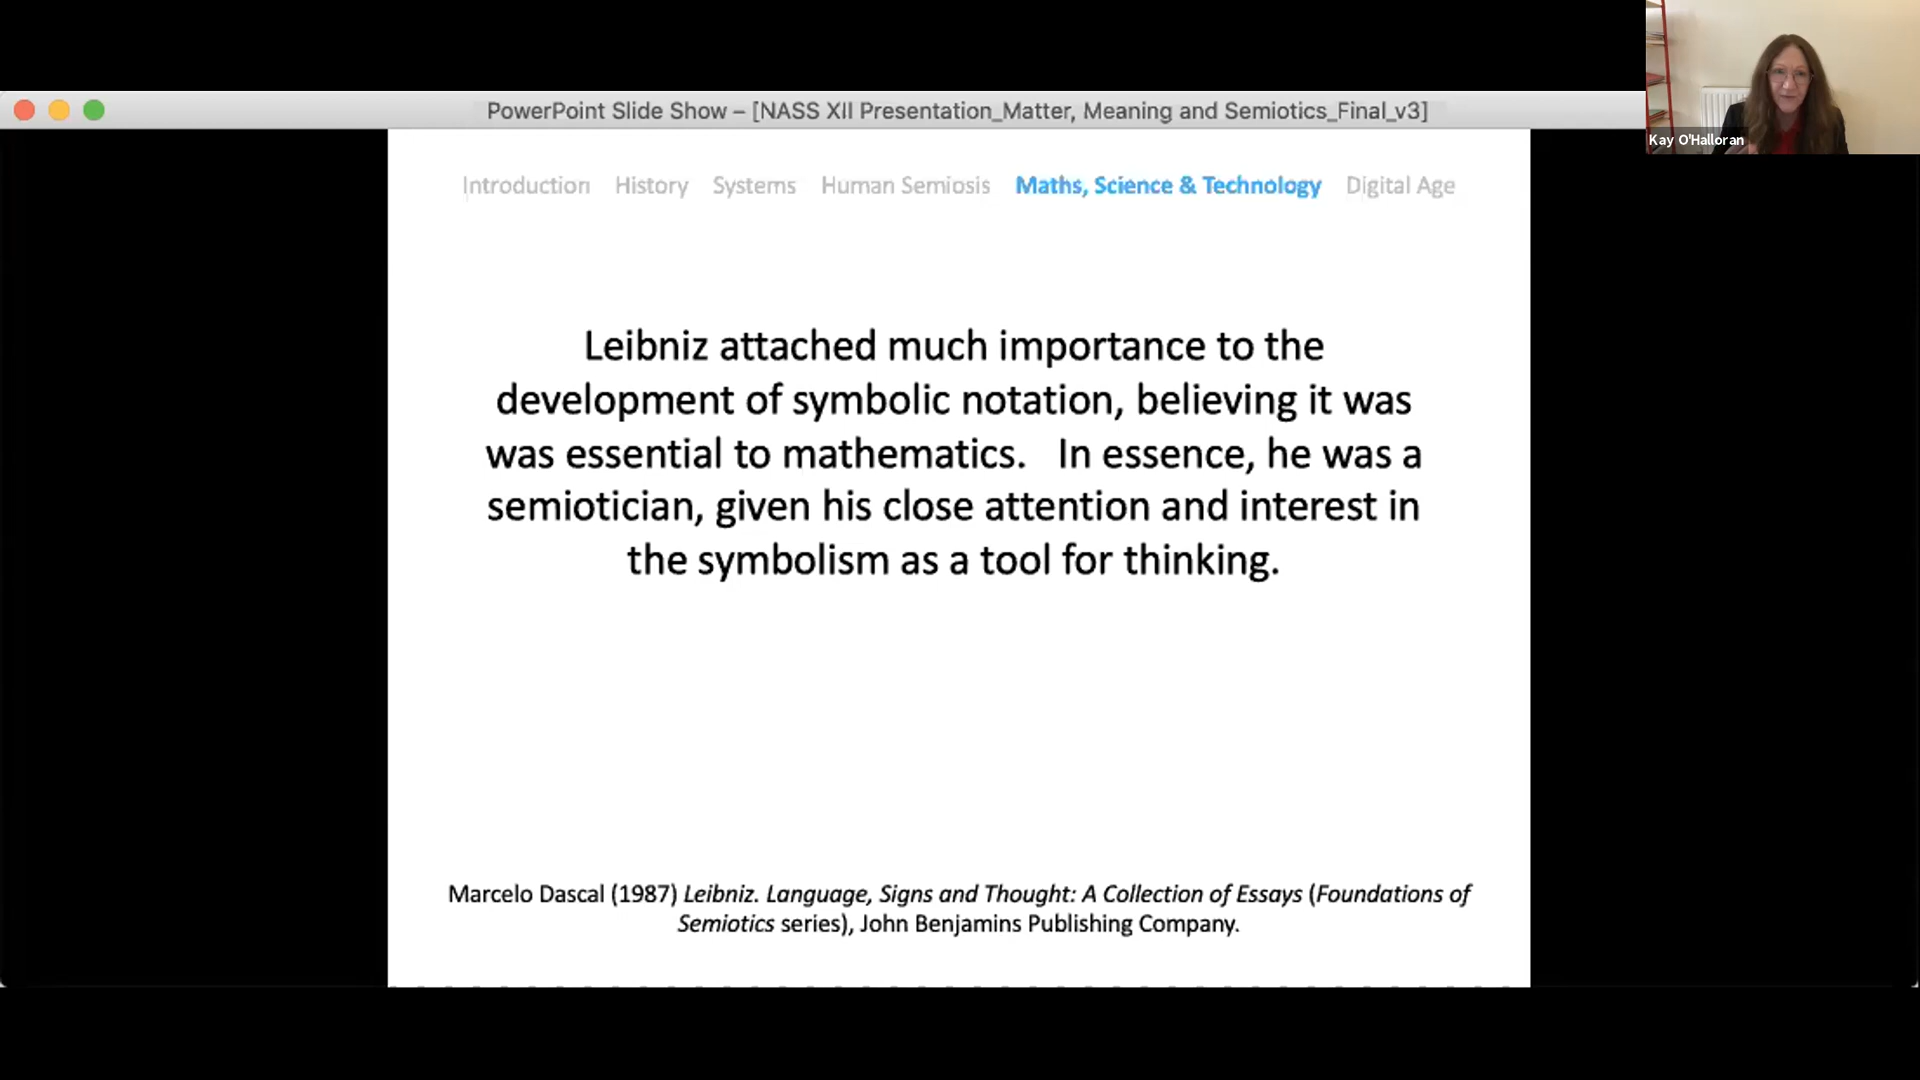 PowerPoint Slide Show – [NASS XII Presentation_Matter, Meaning and Semiotics_Final_v3]
Kay O'Halloran
Introduction History Systems Human Semiosis Maths, Science & Technology Digital Age
Leibniz attached much importance to the
development of symbolic notation, believing it was
was essential to mathematics.   In essence, he was a
semiotician, given his close attention and interest in
the symbolism as a tool for thinking.
Marcelo Dascal (1987) Leibniz. Language, Signs and Thought: A Collection of Essays (Foundations of
Semiotics series), John Benjamins Publishing Company.